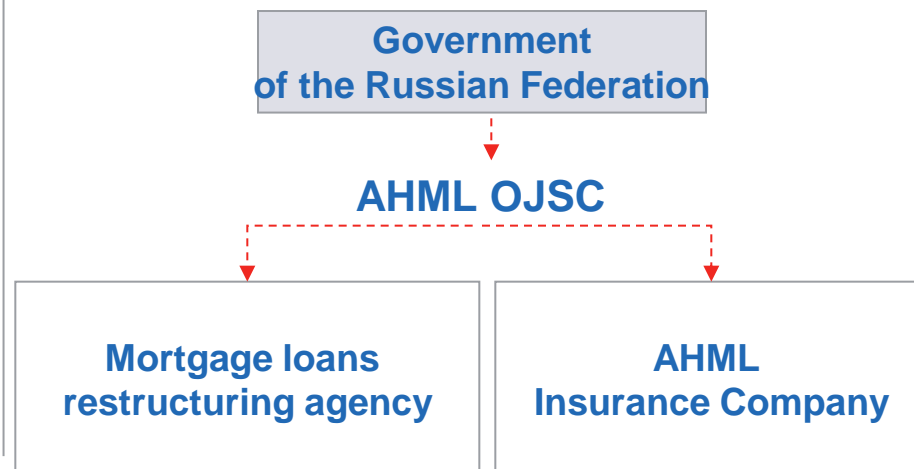 Government
of the Russian Federation
AHML OJSC
Mortgage loans
restructuring agency
AHML
Insurance Company